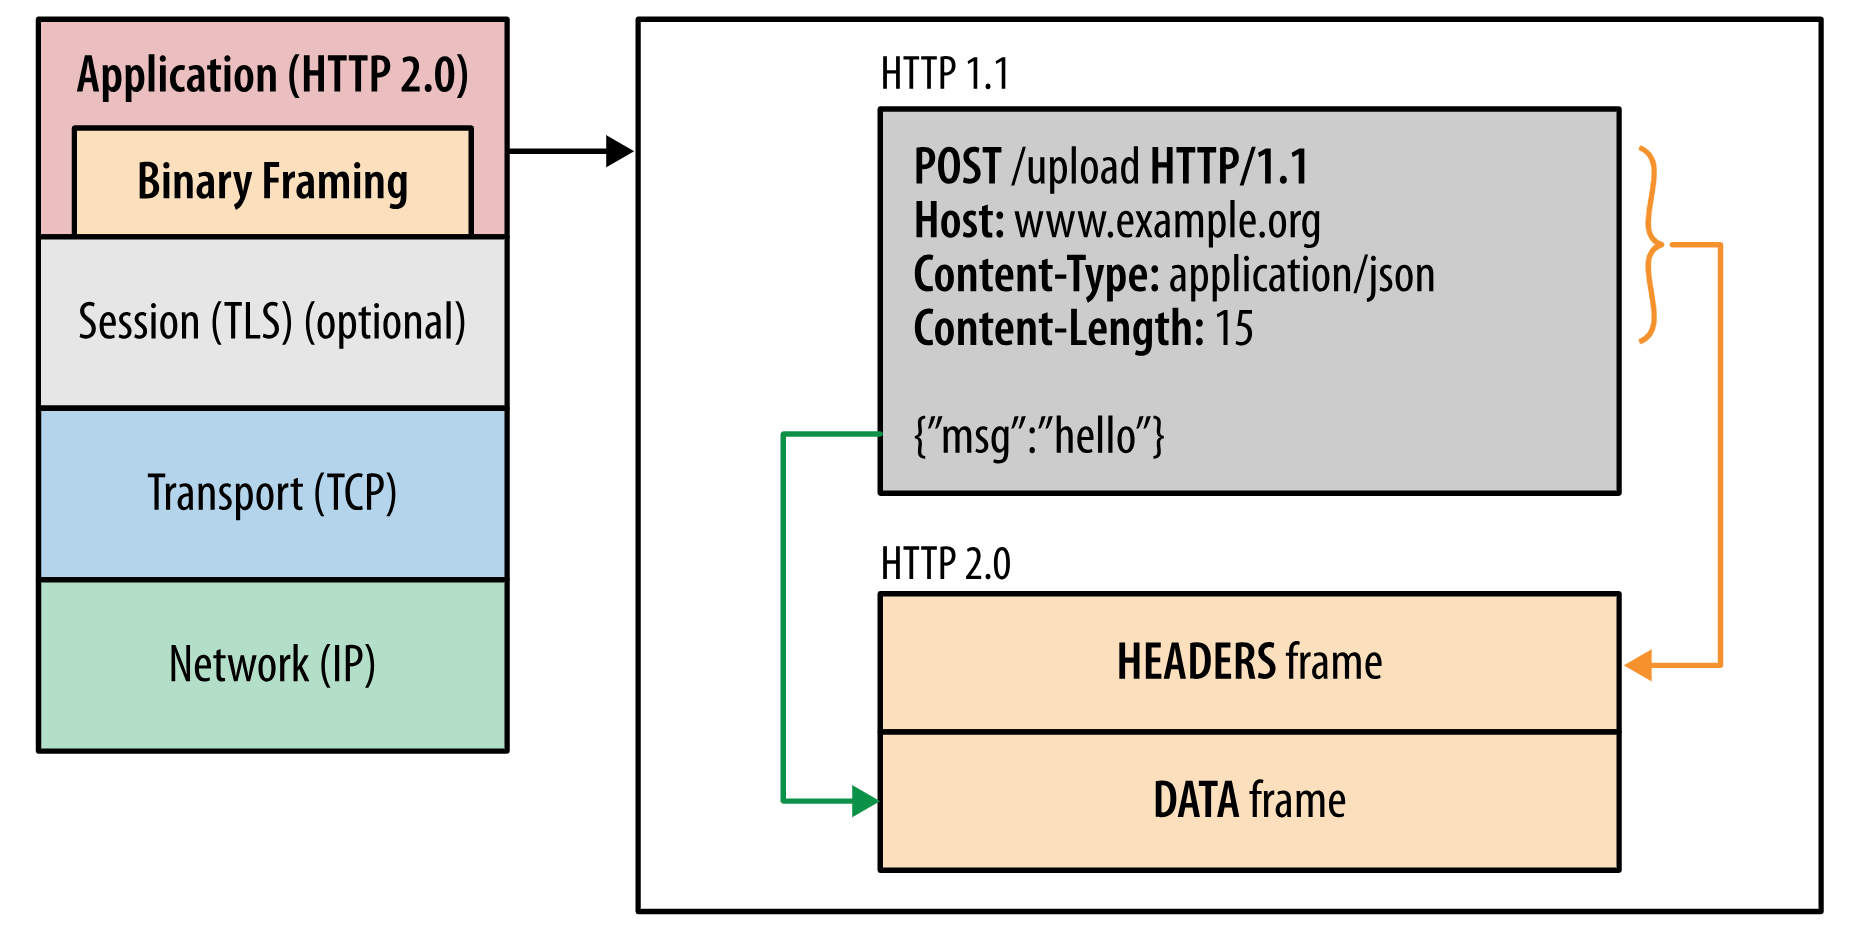 Application (HTTP 2.0)
Binary Framing
Session (TLS) (optional)
Transport (TCP)
Network (IP)
HTTP 1.1
POST /upload HTTP/1.1
Host: www.example.org
Content-Type: application/json
Content-Length: 15
{”msg”:”hello”}
HTTP 2.0
HEADERS frame
DATA frame